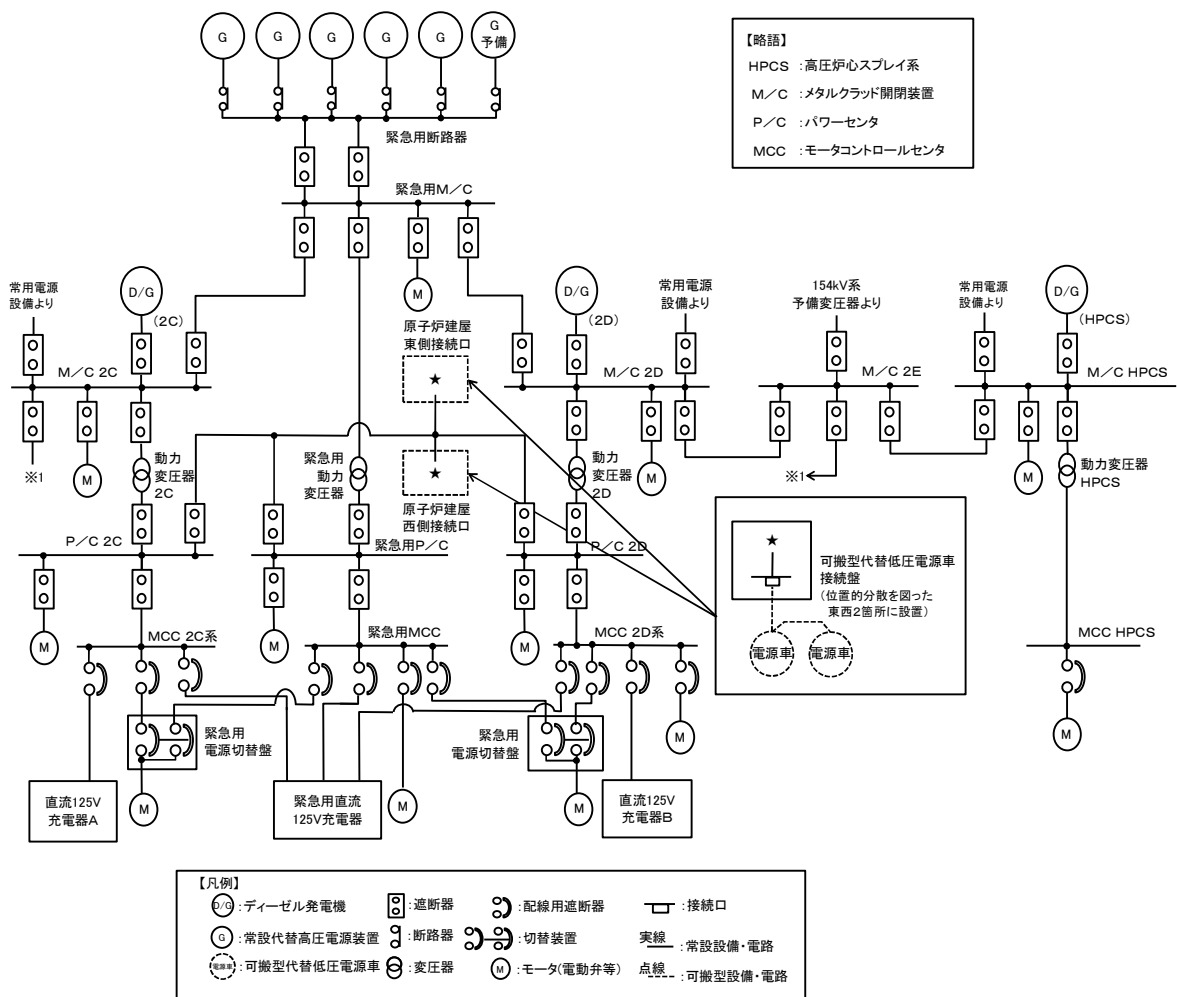 G
G
G
G
G
G
予備
緊急用断路器
緊急用M/C
【略語】
HPCS :高圧炉心スプレイ系
M/C :メタルクラッド開閉装置
P/C :パワーセンタ
MCC :モータコントロールセンタ
常用電源
設備より
D/G
(2C)
M
原子炉建屋
東側接続口
★
D/G
(2D)
常用電源
設備より
154kV系
予備変圧器より
常用電源
設備より
D/G
(HPCS)
M/C 2C
M/C 2D
M/C 2E
M/C HPCS
※1
M
動力
変圧器
2C
緊急用
動力
変圧器
★
原子炉建屋
西側接続口
動力
変圧器
2D
M
※1
M
動力変圧器
HPCS
P/C 2C
緊急用P/C
P/C 2D
★
可搬型代替低圧電源車
接続盤
(位置的分散を図った
東西2箇所に設置)
電源車
電源車
M
M
M
MCC 2C系
緊急用MCC
MCC 2D系
MCC HPCS
緊急用
電源切替盤
緊急用
電源切替盤
M
M
直流125V
充電器A
M
緊急用直流
125V充電器
M
M
直流125V
充電器B
【凡例】
D/G :ディーゼル発電機
:遮断器
:配線用遮断器
:接続口
G :常設代替高圧電源装置
:断路器
:切替装置
実線 :常設設備・電路
電源車 :可搬型代替低圧電源車
:変圧器
M :モータ(電動弁等)
点線 :可搬型設備・電路